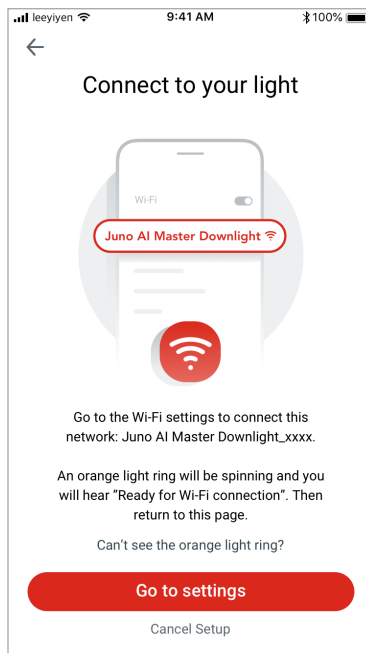 leeyiyen 9:41 AM 100%
Connect to your light
Wi-Fi
Juno AI Master Downlight
Go to the Wi-Fi settings to connect this
network: Juno AI Master Downlight_xxxx.
An orange light ring will be spinning and you
will hear “Ready for Wi-Fi connection”. Then
return to this page.
Can’t see the orange light ring?
Go to settings
Cancel Setup